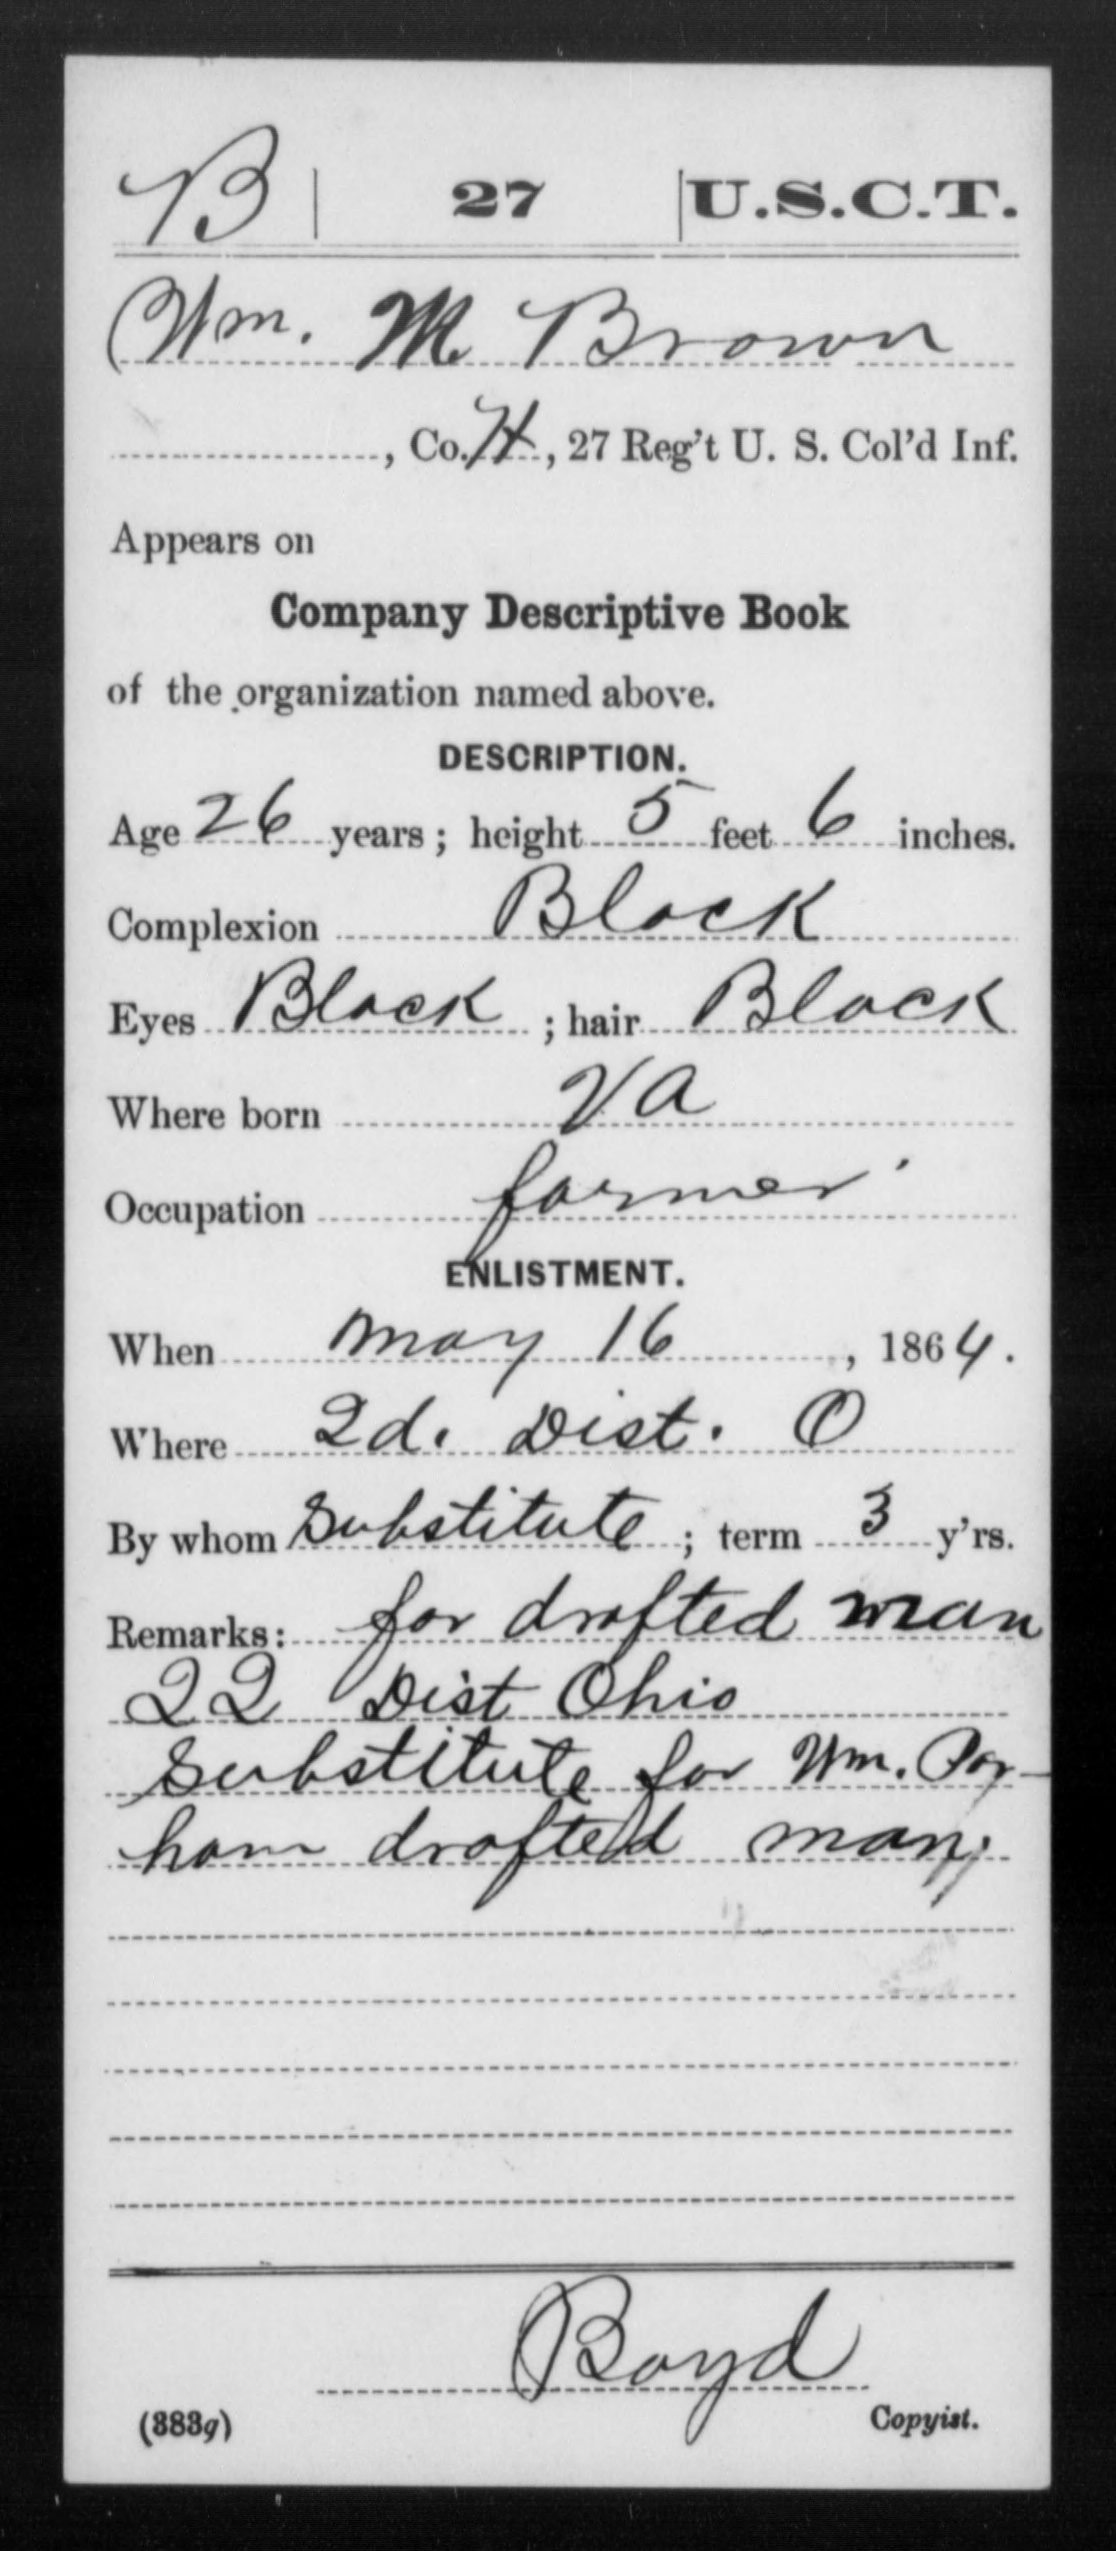 B | 27 | U.S.C.T.
Wm. M. Brown
, Co. H, 27 Reg't U. S. Col'd Inf.
Appears on
Company Descriptive Book
of the organization named above.
DESCRIPTION.
Age 26 years; height 5 feet 6 inches.
Complexion Black
Eyes Black; hair Black
Where born Va
Occupation farmer
ENLISTMENT.
When May 16, 1864.
Where 2d. Dist. O
By whom Substitute; term 3 y'rs.
Remarks: for drafted man
22 Dist Ohio
Substitute for Wm. Par-
ham drafted man.
Boyd
(383g) Copyist.